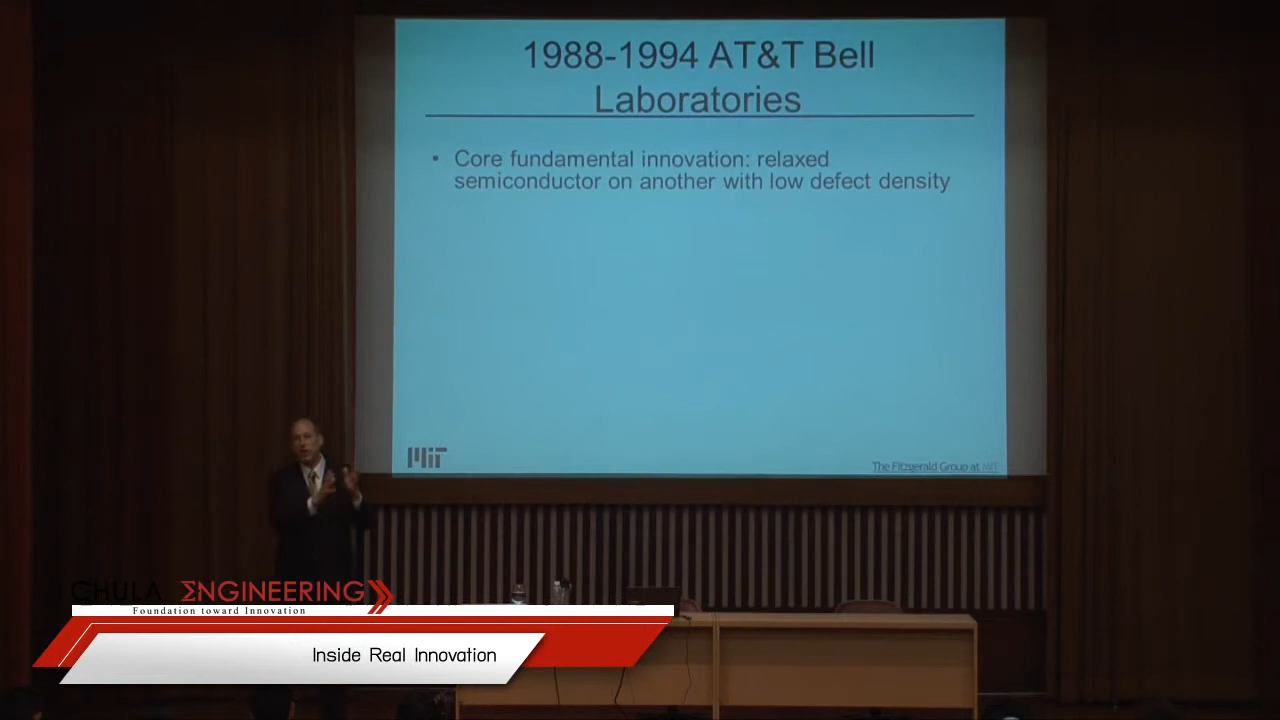 1988-1994 AT&T Bell
Laboratories
• Core fundamental innovation: relaxed
semiconductor on another with low defect density
MiT
The Fitzgerald Group at MIT
CHULA ΣNGINEERING
Foundation toward Innovation
Inside Real Innovation